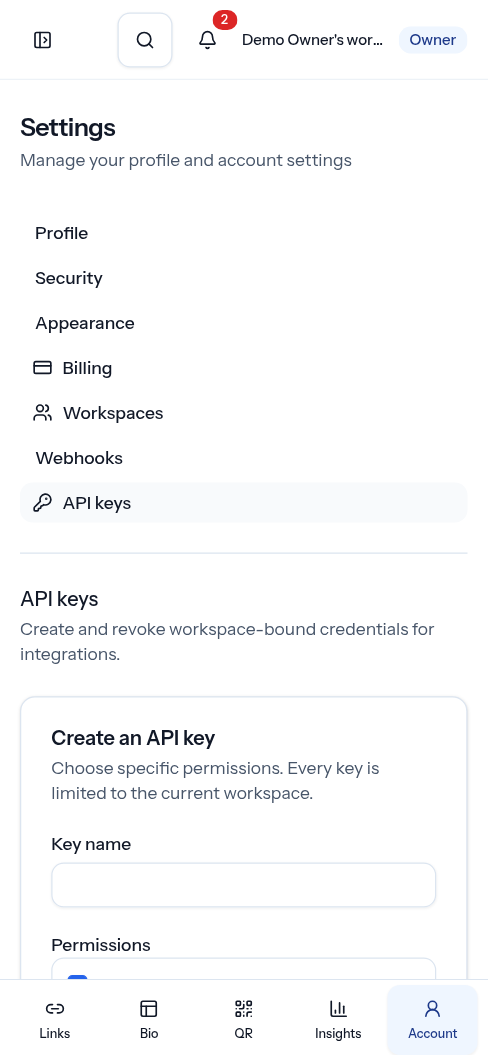 2
Demo Owner's wor...
Owner
Settings
Manage your profile and account settings
Profile
Security
Appearance
Billing
Workspaces
Webhooks
API keys
API keys
Create and revoke workspace-bound credentials for
integrations.
Create an API key
Choose specific permissions. Every key is
limited to the current workspace.
Key name
Permissions
Links
Bio
QR
Insights
Account